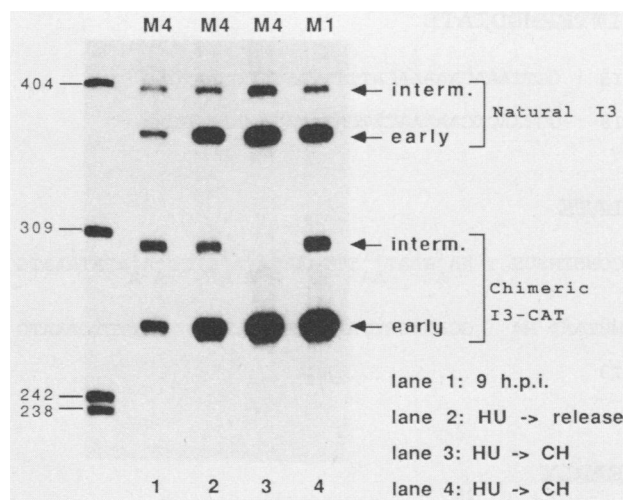 M4 M4 M4 M1
404
interm.
Natural I3
early
309
interm.
Chimeric
I3-CAT
early
242
238
lane 1: 9 h.p.i.
lane 2: HU -> release
lane 3: HU -> CH
lane 4: HU -> CH
1 2 3 4